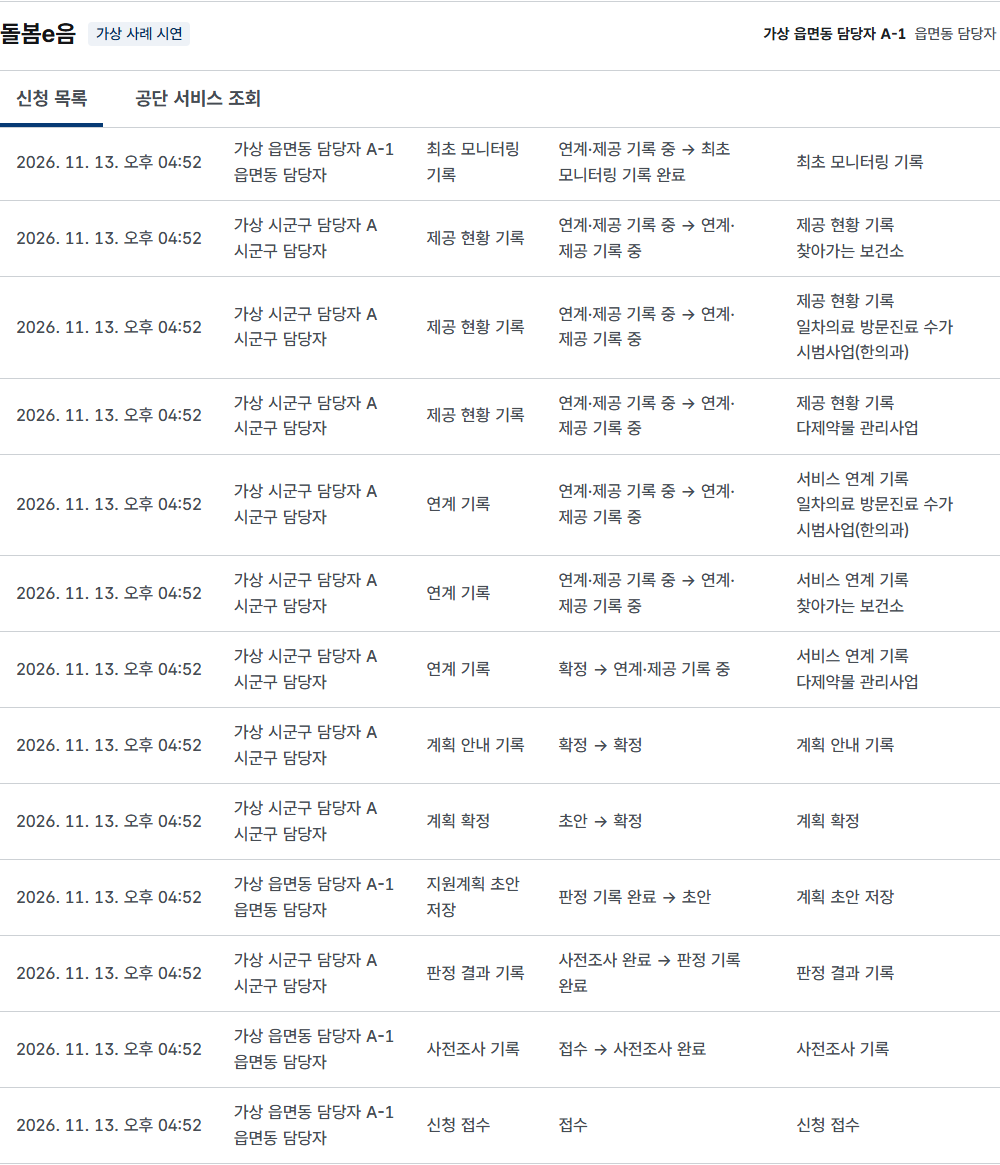 돌봄e음 가상 사례 시연 가상 읍면동 담당자 A-1 읍면동 담당자
신청 목록 공단 서비스 조회
2026. 11. 13. 오후 04:52
가상 읍면동 담당자 A-1
읍면동 담당자
최초 모니터링
기록
연계·제공 기록 중 → 최초
모니터링 기록 완료
최초 모니터링 기록
2026. 11. 13. 오후 04:52
가상 시군구 담당자 A
시군구 담당자
제공 현황 기록
연계·제공 기록 중 → 연계·
제공 기록 중
제공 현황 기록
찾아가는 보건소
2026. 11. 13. 오후 04:52
가상 시군구 담당자 A
시군구 담당자
제공 현황 기록
연계·제공 기록 중 → 연계·
제공 기록 중
제공 현황 기록
일차의료 방문진료 수가
시범사업(한의과)
2026. 11. 13. 오후 04:52
가상 시군구 담당자 A
시군구 담당자
제공 현황 기록
연계·제공 기록 중 → 연계·
제공 기록 중
제공 현황 기록
다제약물 관리사업
2026. 11. 13. 오후 04:52
가상 시군구 담당자 A
시군구 담당자
연계 기록
연계·제공 기록 중 → 연계·
제공 기록 중
서비스 연계 기록
일차의료 방문진료 수가
시범사업(한의과)
2026. 11. 13. 오후 04:52
가상 시군구 담당자 A
시군구 담당자
연계 기록
연계·제공 기록 중 → 연계·
제공 기록 중
서비스 연계 기록
찾아가는 보건소
2026. 11. 13. 오후 04:52
가상 시군구 담당자 A
시군구 담당자
연계 기록
확정 → 연계·제공 기록 중
서비스 연계 기록
다제약물 관리사업
2026. 11. 13. 오후 04:52
가상 시군구 담당자 A
시군구 담당자
계획 안내 기록
확정 → 확정
계획 안내 기록
2026. 11. 13. 오후 04:52
가상 시군구 담당자 A
시군구 담당자
계획 확정
초안 → 확정
계획 확정
2026. 11. 13. 오후 04:52
가상 읍면동 담당자 A-1
읍면동 담당자
지원계획 초안
저장
판정 기록 완료 → 초안
계획 초안 저장
2026. 11. 13. 오후 04:52
가상 시군구 담당자 A
시군구 담당자
판정 결과 기록
사전조사 완료 → 판정 기록
완료
판정 결과 기록
2026. 11. 13. 오후 04:52
가상 읍면동 담당자 A-1
읍면동 담당자
사전조사 기록
접수 → 사전조사 완료
사전조사 기록
2026. 11. 13. 오후 04:52
가상 읍면동 담당자 A-1
읍면동 담당자
신청 접수
접수
신청 접수